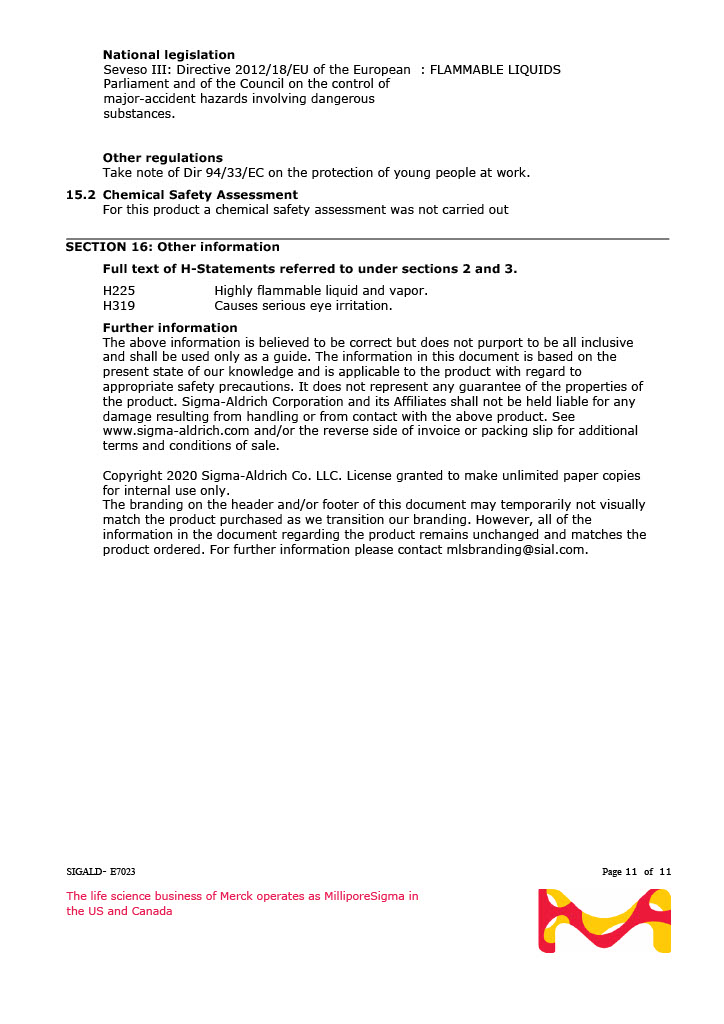 National legislation
Seveso III: Directive 2012/18/EU of the European : FLAMMABLE LIQUIDS
Parliament and of the Council on the control of
major-accident hazards involving dangerous
substances.
Other regulations
Take note of Dir 94/33/EC on the protection of young people at work.
15.2 Chemical Safety Assessment
For this product a chemical safety assessment was not carried out
SECTION 16: Other information
Full text of H-Statements referred to under sections 2 and 3.
H225 Highly flammable liquid and vapor.
H319 Causes serious eye irritation.
Further information
The above information is believed to be correct but does not purport to be all inclusive
and shall be used only as a guide. The information in this document is based on the
present state of our knowledge and is applicable to the product with regard to
appropriate safety precautions. It does not represent any guarantee of the properties of
the product. Sigma-Aldrich Corporation and its Affiliates shall not be held liable for any
damage resulting from handling or from contact with the above product. See
www.sigma-aldrich.com and/or the reverse side of invoice or packing slip for additional
terms and conditions of sale.
Copyright 2020 Sigma-Aldrich Co. LLC. License granted to make unlimited paper copies
for internal use only.
The branding on the header and/or footer of this document may temporarily not visually
match the product purchased as we transition our branding. However, all of the
information in the document regarding the product remains unchanged and matches the
product ordered. For further information please contact mlsbranding@sial.com.
SIGALD- E7023 Page 11 of 11
The life science business of Merck operates as MilliporeSigma in
the US and Canada